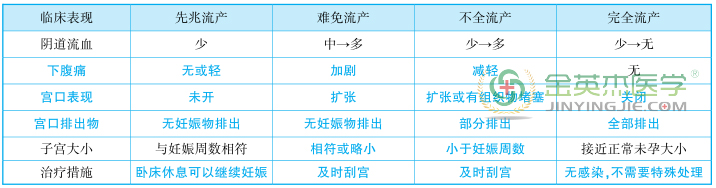 临床表现 先兆流产 难免流产 不全流产 完全流产
阴道流血 少 中→多 少→多 少→无
下腹痛 无或轻 加剧 减轻 无
宫口表现 未开 扩张 扩张或有组织物堵塞 关闭
宫口排出物 无妊娠物排出 无妊娠物排出 部分排出 全部排出
子宫大小 与妊娠周数相符 相符或略小 小于妊娠周数 接近正常未孕大小
治疗措施 卧床休息可以继续妊娠 及时刮宫 及时刮宫 无感染,不需要特殊处理
金英杰医学®
JINYINGJIE.COM